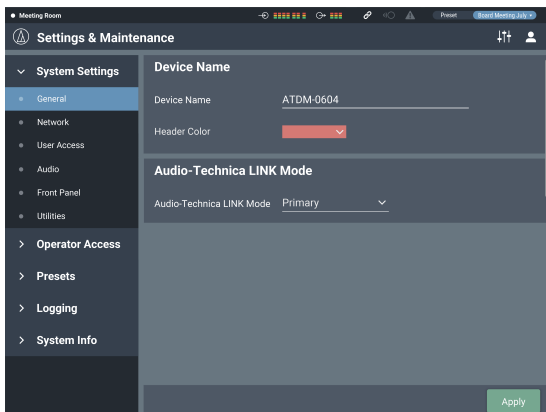 Meeting Room
Preset
Board Meeting July
Settings & Maintenance
System Settings
General
Network
User Access
Audio
Front Panel
Utilities
Operator Access
Presets
Logging
System Info
Device Name
Device Name ATDM-0604
Header Color
Audio-Technica LINK Mode
Audio-Technica LINK Mode Primary
Apply